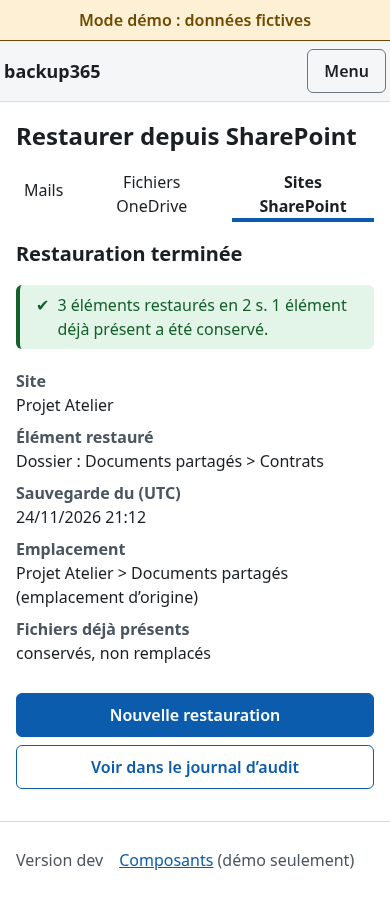 Mode démo : données fictives
backup365
Menu
Restaurer depuis SharePoint
Mails
Fichiers
OneDrive
Sites
SharePoint
Restauration terminée
✔ 3 éléments restaurés en 2 s. 1 élément
déjà présent a été conservé.
Site
Projet Atelier
Élément restauré
Dossier : Documents partagés > Contrats
Sauvegarde du (UTC)
24/11/2026 21:12
Emplacement
Projet Atelier > Documents partagés
(emplacement d’origine)
Fichiers déjà présents
conservés, non remplacés
Nouvelle restauration
Voir dans le journal d’audit
Version dev Composants (démo seulement)